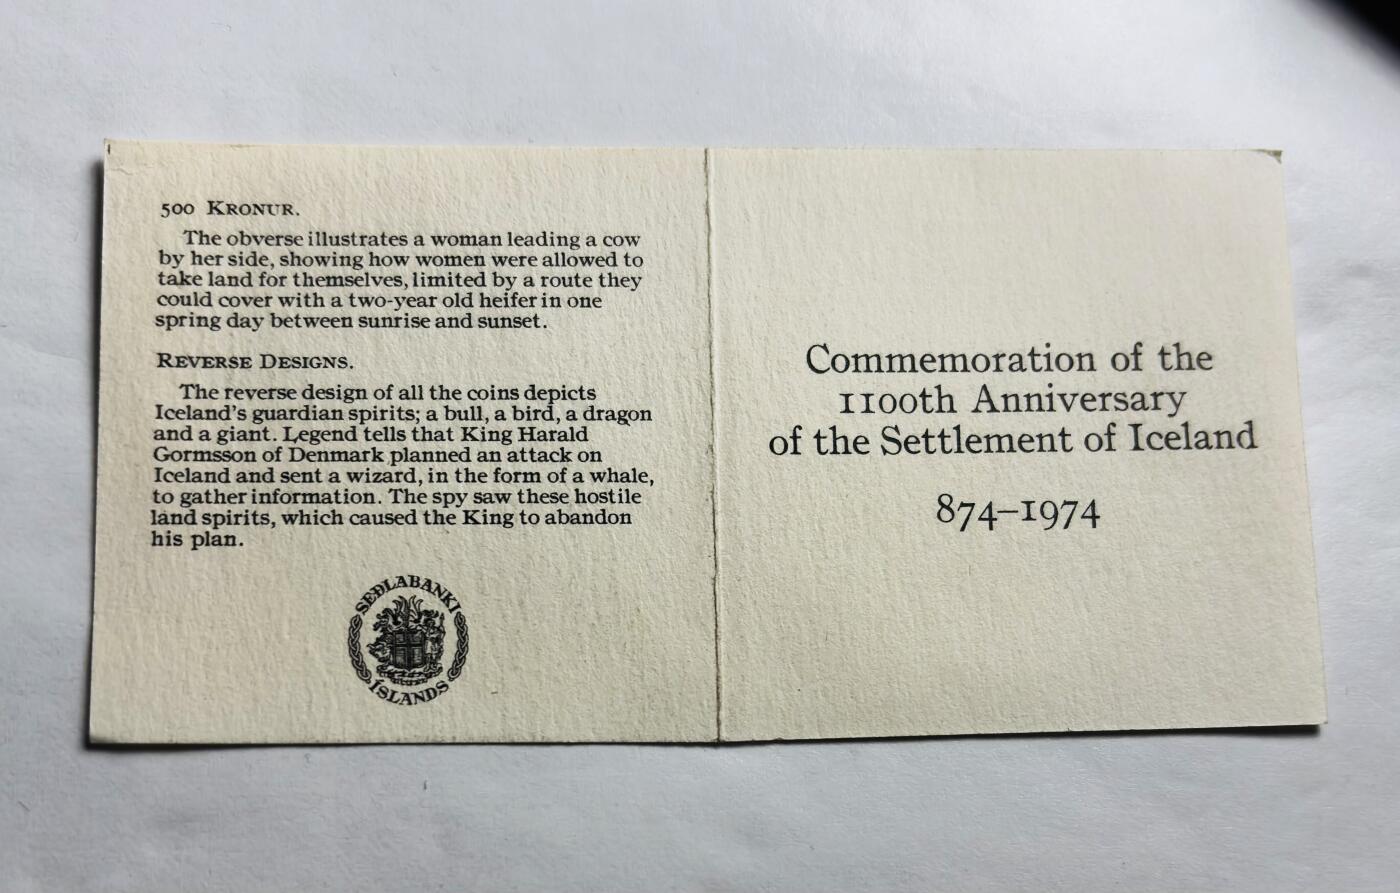 500 KRONUR.
The obverse illustrates a woman leading a cow
by her side, showing how women were allowed to
take land for themselves, limited by a route they
could cover with a two-year old heifer in one
spring day between sunrise and sunset.
REVERSE DESIGNS.
The reverse design of all the coins depicts
Iceland's guardian spirits; a bull, a bird, a dragon
and a giant. Legend tells that King Harald
Gormsson of Denmark planned an attack on
Iceland and sent a wizard, in the form of a whale,
to gather information. The spy saw these hostile
land spirits, which caused the King to abandon
his plan.
SEÐLABANKI
ÍSLANDS
Commemoration of the
1100th Anniversary
of the Settlement of Iceland
874–1974